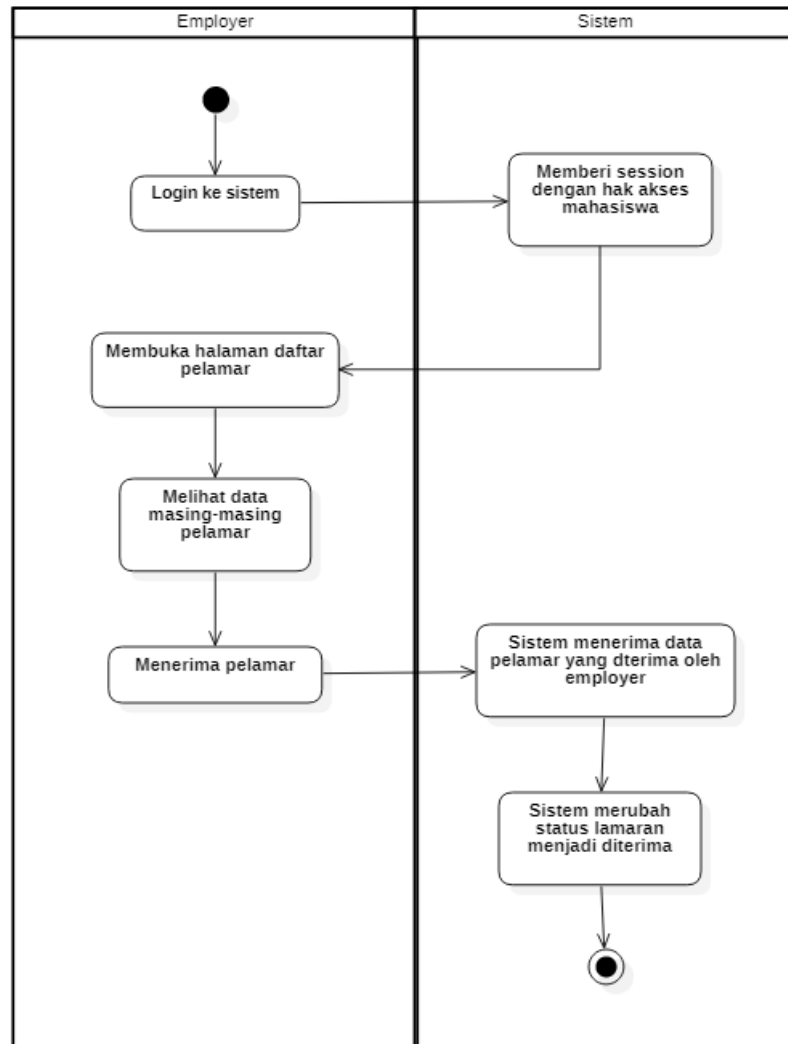 Employer
Sistem
Login ke sistem
Memberi session
dengan hak akses
mahasiswa
Membuka halaman daftar
pelamar
Melihat data
masing-masing
pelamar
Menerima pelamar
Sistem menerima data
pelamar yang dterima oleh
employer
Sistem merubah
status lamaran
menjadi diterima